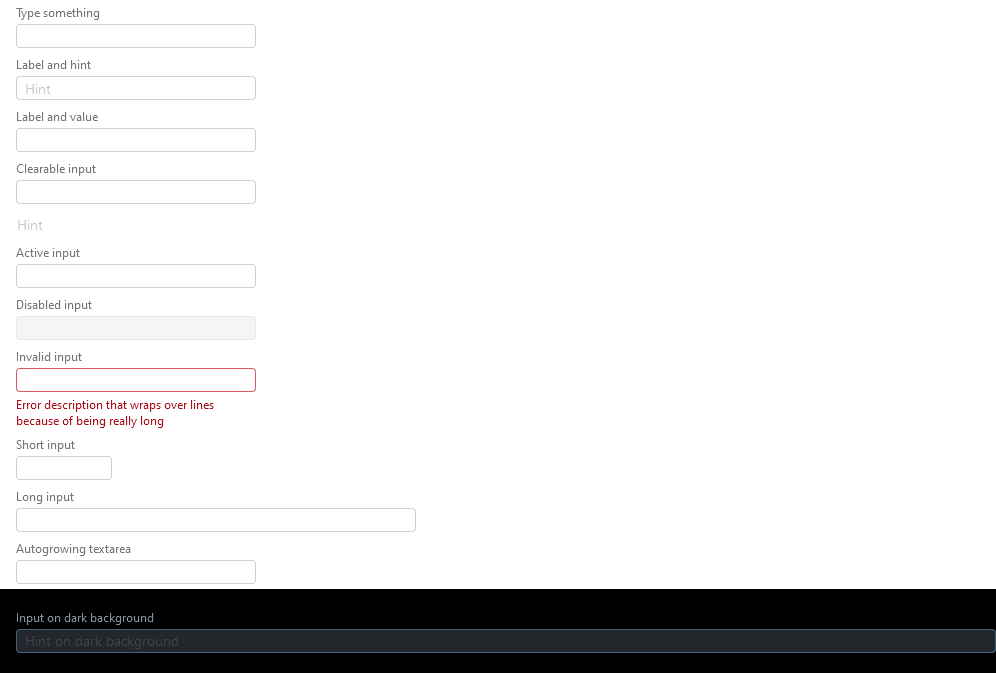 Type something
Label and hint
Hint
Label and value
Clearable input
Hint
Active input
Disabled input
Invalid input
Error description that wraps over lines
because of being really long
Short input
Long input
Autogrowing textarea
Input on dark background
Hint on dark background